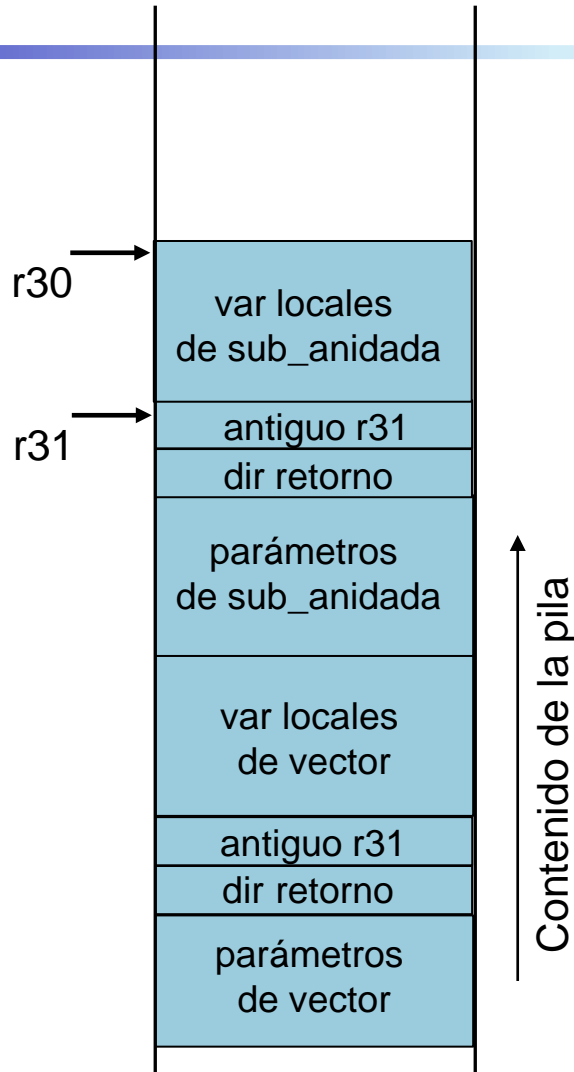 r30
var locales
de sub_anidada
r31
antiguo r31
dir retorno
parámetros
de sub_anidada
var locales
de vector
antiguo r31
dir retorno
parámetros
de vector
Contenido de la pila